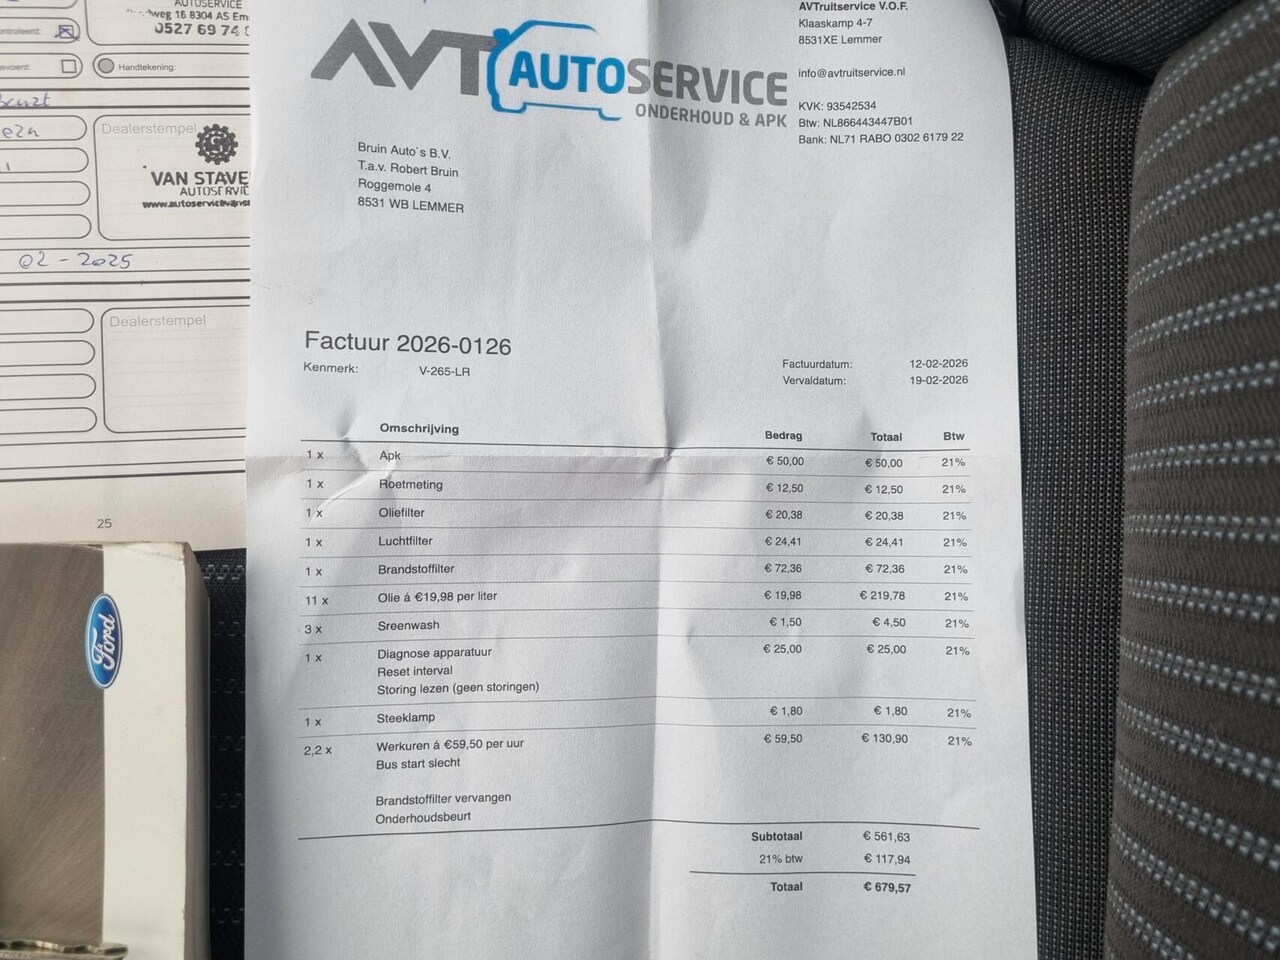 AUTOSERVICE
weg 16 8304 AS Em
0527 69 74
Handtekening:
02 - 2025
Dealerstempel
VAN STAVE
AUTOSERVIC
Dealerstempel
25
Ford
AVT AUTOSERVICE
ONDERHOUD & APK
AVTruitservice V.O.F.
Klaaskamp 4-7
8531XE Lemmer
info@avtruitservice.nl
KVK: 93542534
Btw: NL866443447B01
Bank: NL71 RABO 0302 6179 22
Bruin Auto`s B.V.
T.a.v. Robert Bruin
Roggemole 4
8531 WB LEMMER
Factuur 2026-0126
Kenmerk: V-265-LR
Factuurdatum: 12-02-2026
Vervaldatum: 19-02-2026
Omschrijving Bedrag Totaal Btw
1 x Apk € 50,00 € 50,00 21%
1 x Roetmeting € 12,50 € 12,50 21%
1 x Oliefilter € 20,38 € 20,38 21%
1 x Luchtfilter € 24,41 € 24,41 21%
1 x Brandstoffilter € 72,36 € 72,36 21%
11 x Olie á €19,98 per liter € 19,98 € 219,78 21%
3 x Sreenwash € 1,50 € 4,50 21%
1 x Diagnose apparatuur € 25,00 € 25,00 21%
Reset interval
Storing lezen (geen storingen)
1 x Steeklamp € 1,80 € 1,80 21%
2,2 x Werkuren á €59,50 per uur € 59,50 € 130,90 21%
Bus start slecht
Brandstoffilter vervangen
Onderhoudsbeurt
Subtotaal € 561,63
21% btw € 117,94
Totaal € 679,57